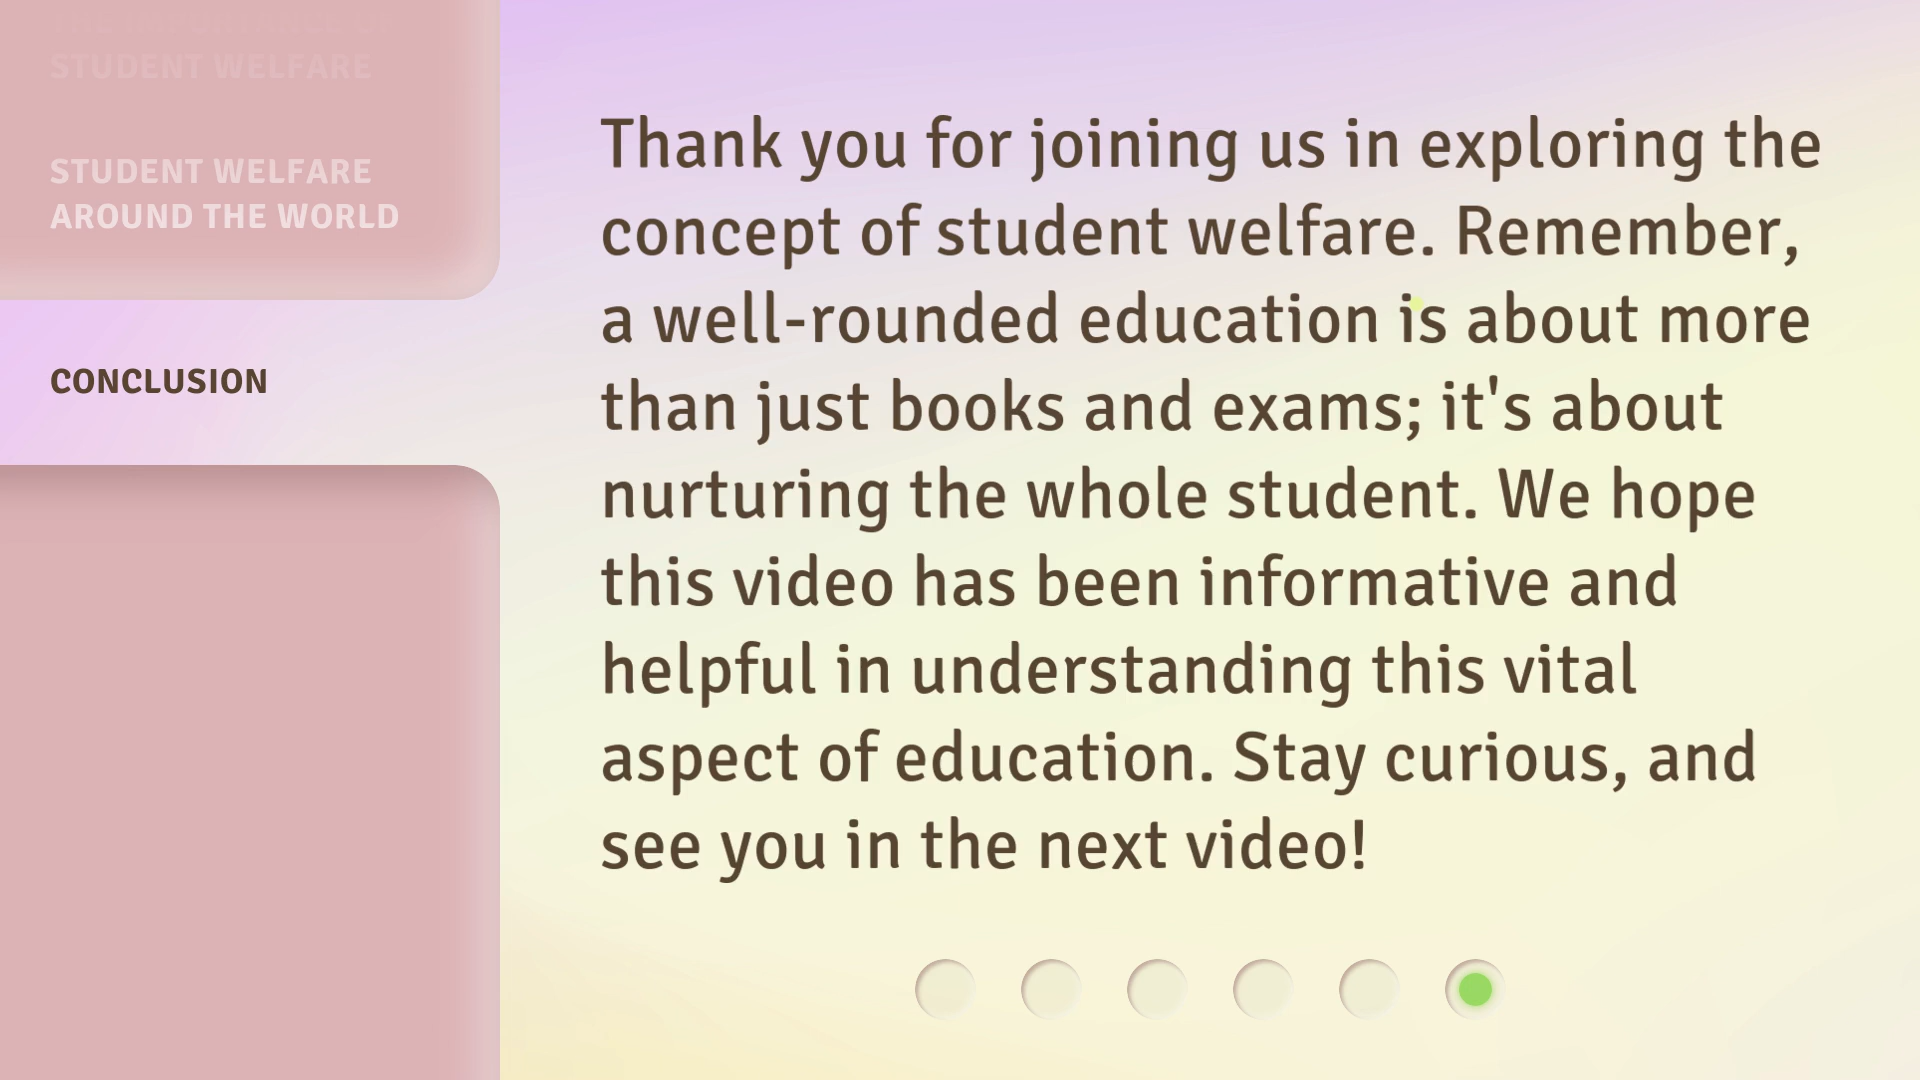 THE IMPORTANCE OF
STUDENT WELFARE
STUDENT WELFARE
AROUND THE WORLD
CONCLUSION
Thank you for joining us in exploring the
concept of student welfare. Remember,
a well-rounded education is about more
than just books and exams; it's about
nurturing the whole student. We hope
this video has been informative and
helpful in understanding this vital
aspect of education. Stay curious, and
see you in the next video!